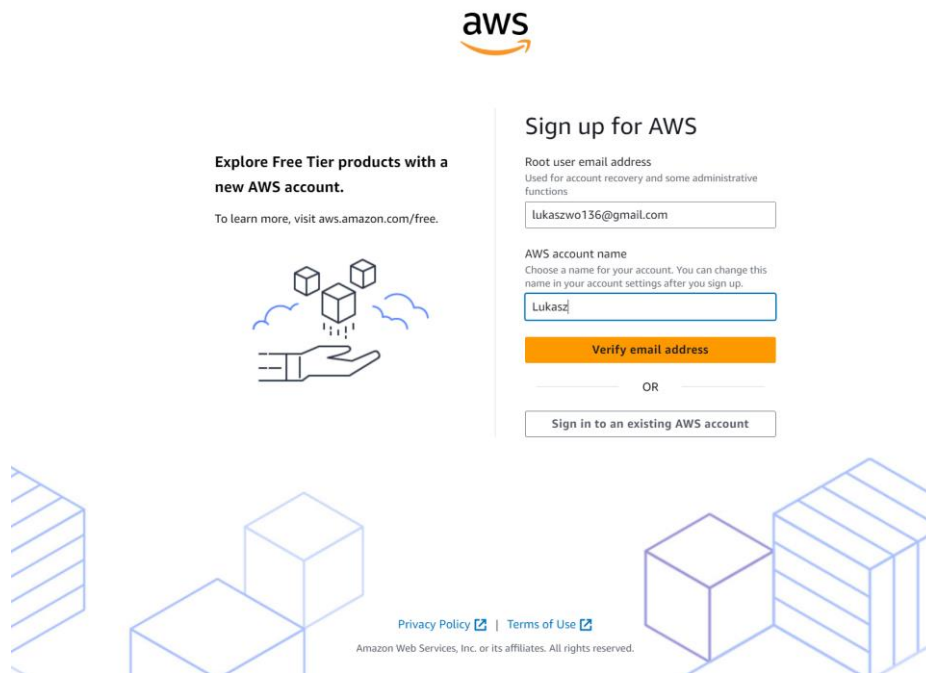 aws
Explore Free Tier products with a
new AWS account.
To learn more, visit aws.amazon.com/free.
Sign up for AWS
Root user email address
Used for account recovery and some administrative
functions
lukaszwo136@gmail.com
AWS account name
Choose a name for your account. You can change this
name in your account settings after you sign up.
Lukasz
Verify email address
OR
Sign in to an existing AWS account
Privacy Policy | Terms of Use
Amazon Web Services, Inc. or its affiliates. All rights reserved.